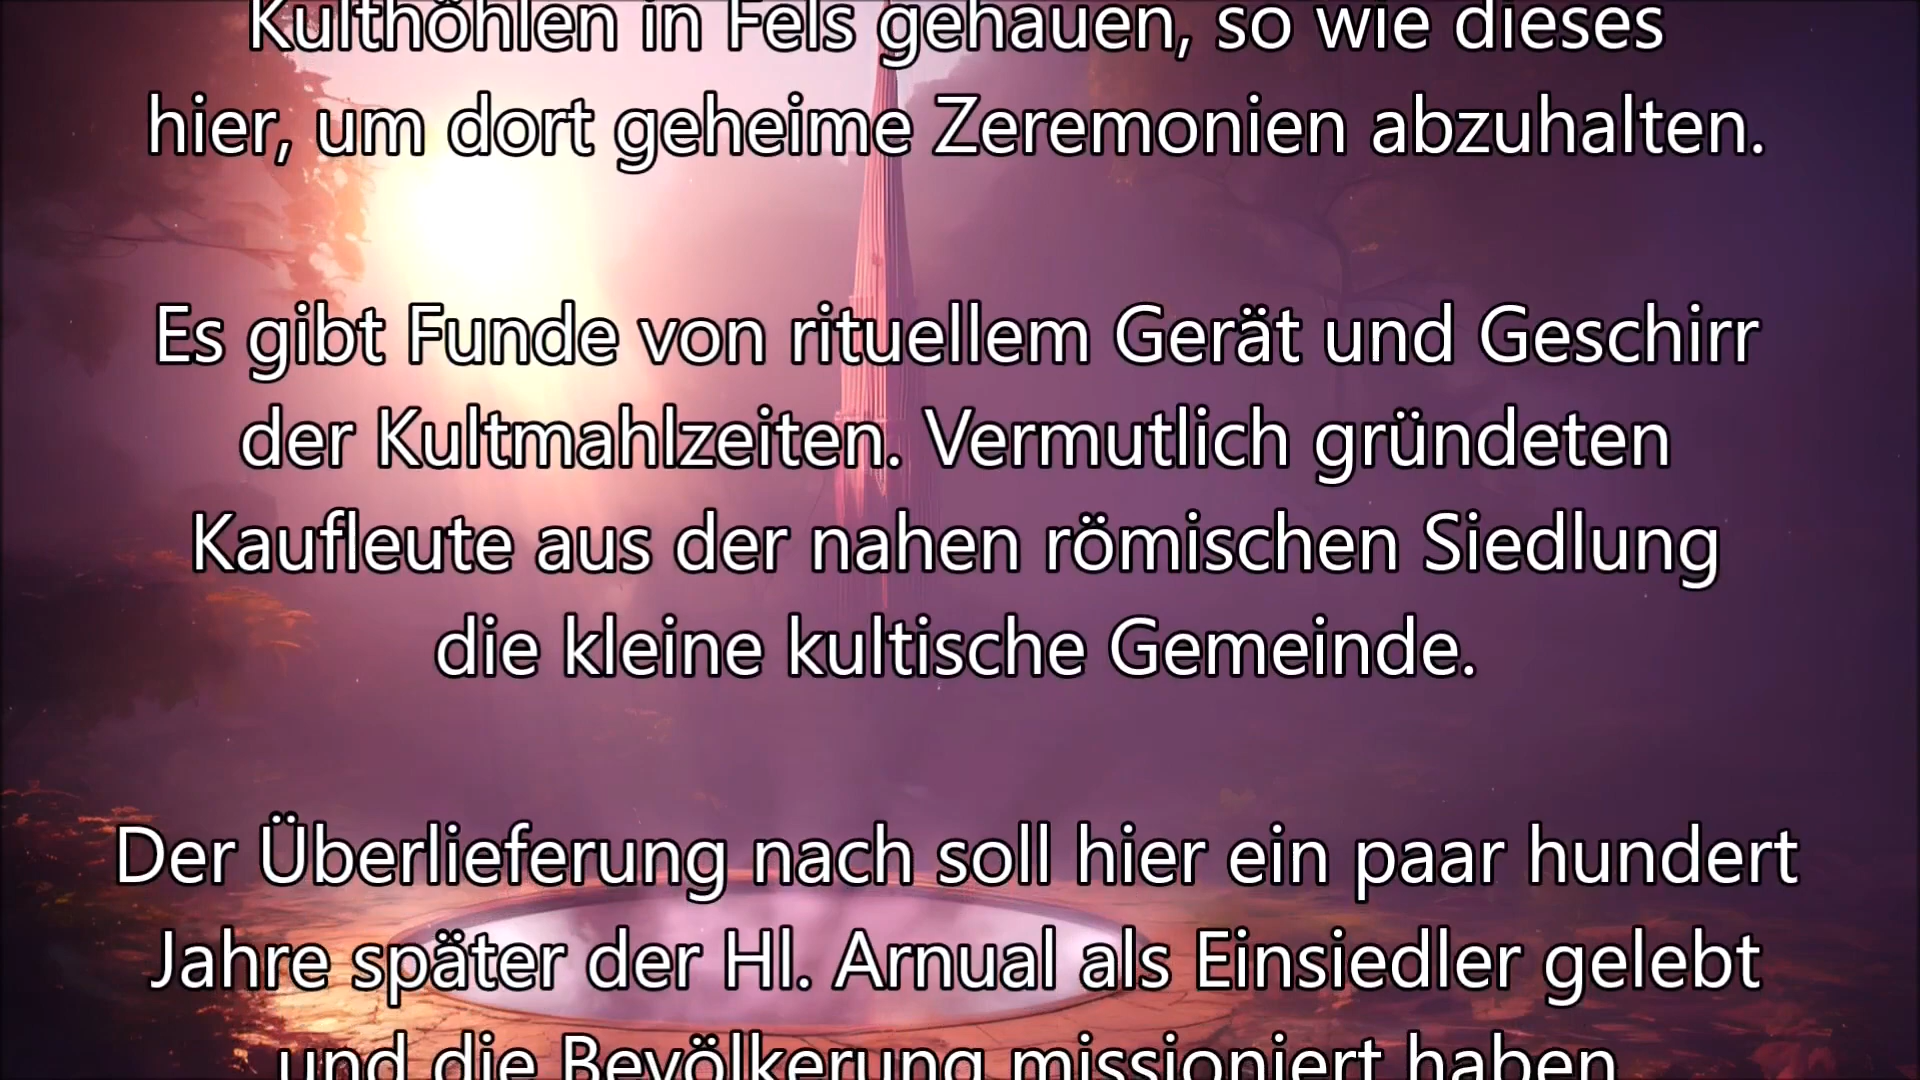 Kulthöhlen in Fels gehauen, so wie dieses
hier, um dort geheime Zeremonien abzuhalten.
Es gibt Funde von rituellem Gerät und Geschirr
der Kultmahlzeiten. Vermutlich gründeten
Kaufleute aus der nahen römischen Siedlung
die kleine kultische Gemeinde.
Der Überlieferung nach soll hier ein paar hundert
Jahre später der Hl. Arnual als Einsiedler gelebt
und die Bevölkerung missioniert haben